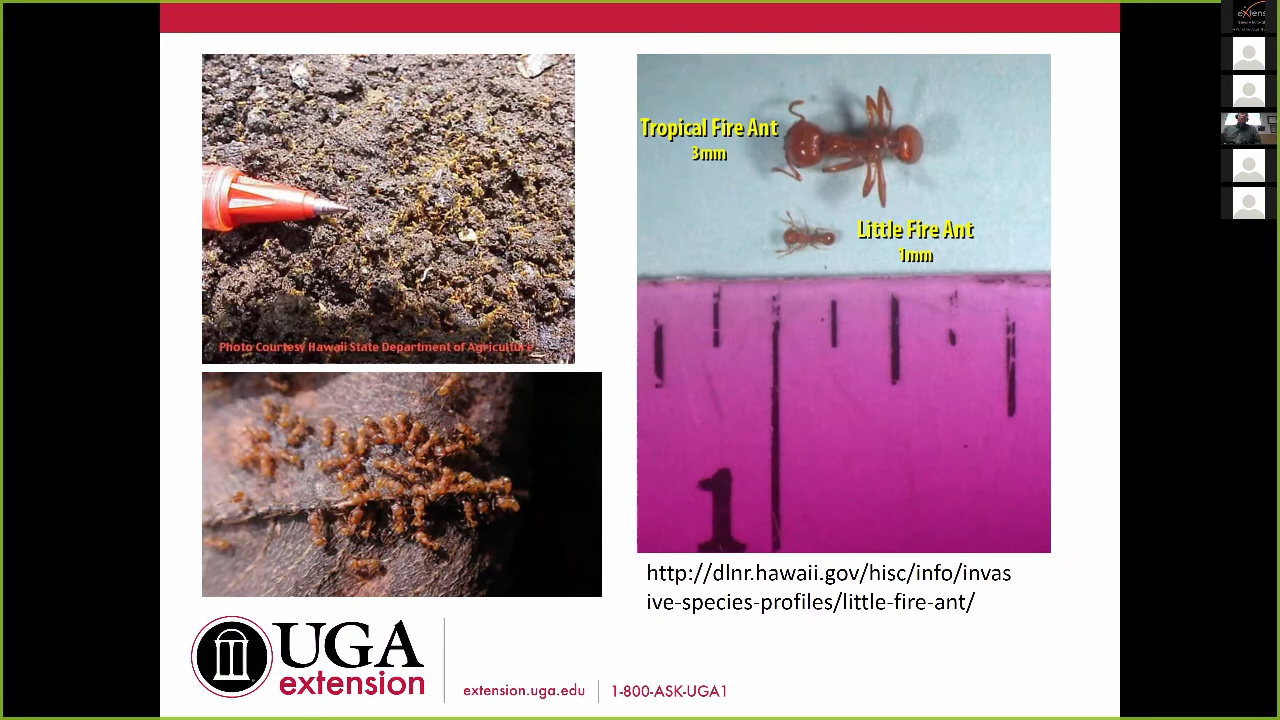 Photo Courtesy Hawaii State Department of Agriculture
Tropical Fire Ant
3mm
Little Fire Ant
1mm
1
http://dlnr.hawaii.gov/hisc/info/invas
ive-species-profiles/little-fire-ant/
UGA
extension
extension.uga.edu
1-800-ASK-UGA1